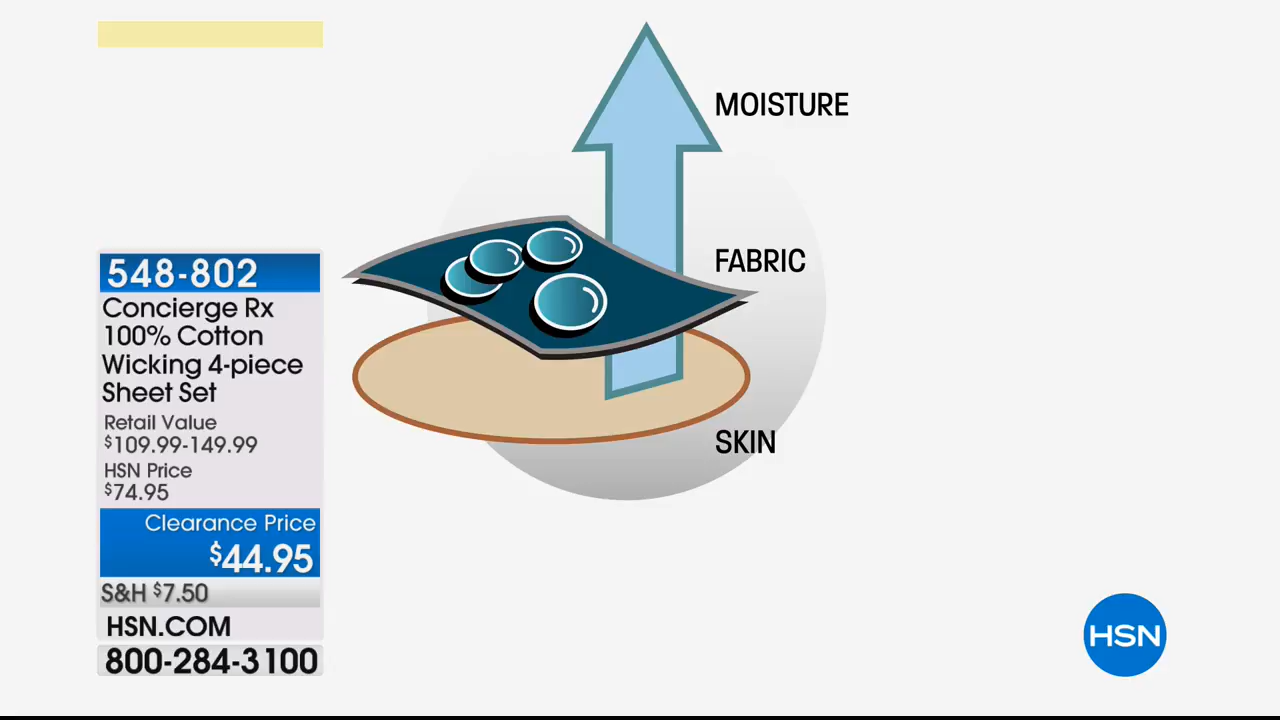 MOISTURE
FABRIC
SKIN
548-802
Concierge Rx
100% Cotton
Wicking 4-piece
Sheet Set
Retail Value
$109.99-149.99
HSN Price
$74.95
Clearance Price
$44.95
S&H $7.50
HSN.COM
800-284-3100
HSN